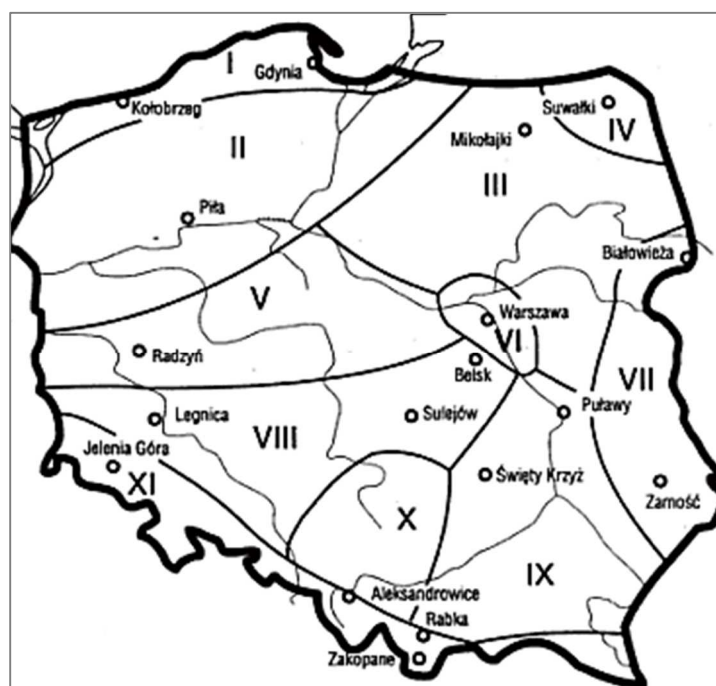 I
Gdynia
Kołobrzeg
Suwałki
IV
Mikołajki
II
III
Piła
Białowieża
V
Warszawa
VI
Radzyń
Belsk
VII
Legnica
Sulejów
Puławy
VIII
Jelenia Góra
XI
Święty Krzyż
Zamość
X
IX
Aleksandrowice
Rabka
Zakopane